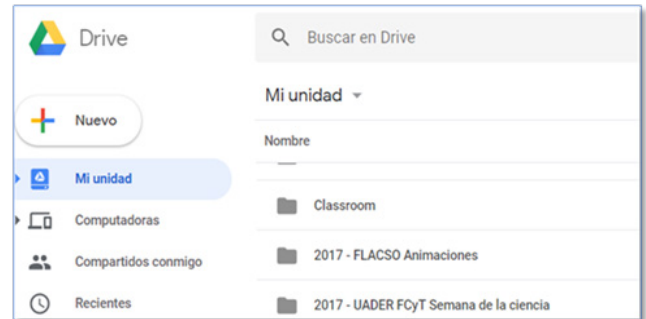 Drive
Buscar en Drive
Mi unidad
Nuevo
Nombre
Mi unidad
Classroom
Computadoras
2017 - FLACSO Animaciones
Compartidos conmigo
2017 - UADER FCyT Semana de la ciencia
Recientes